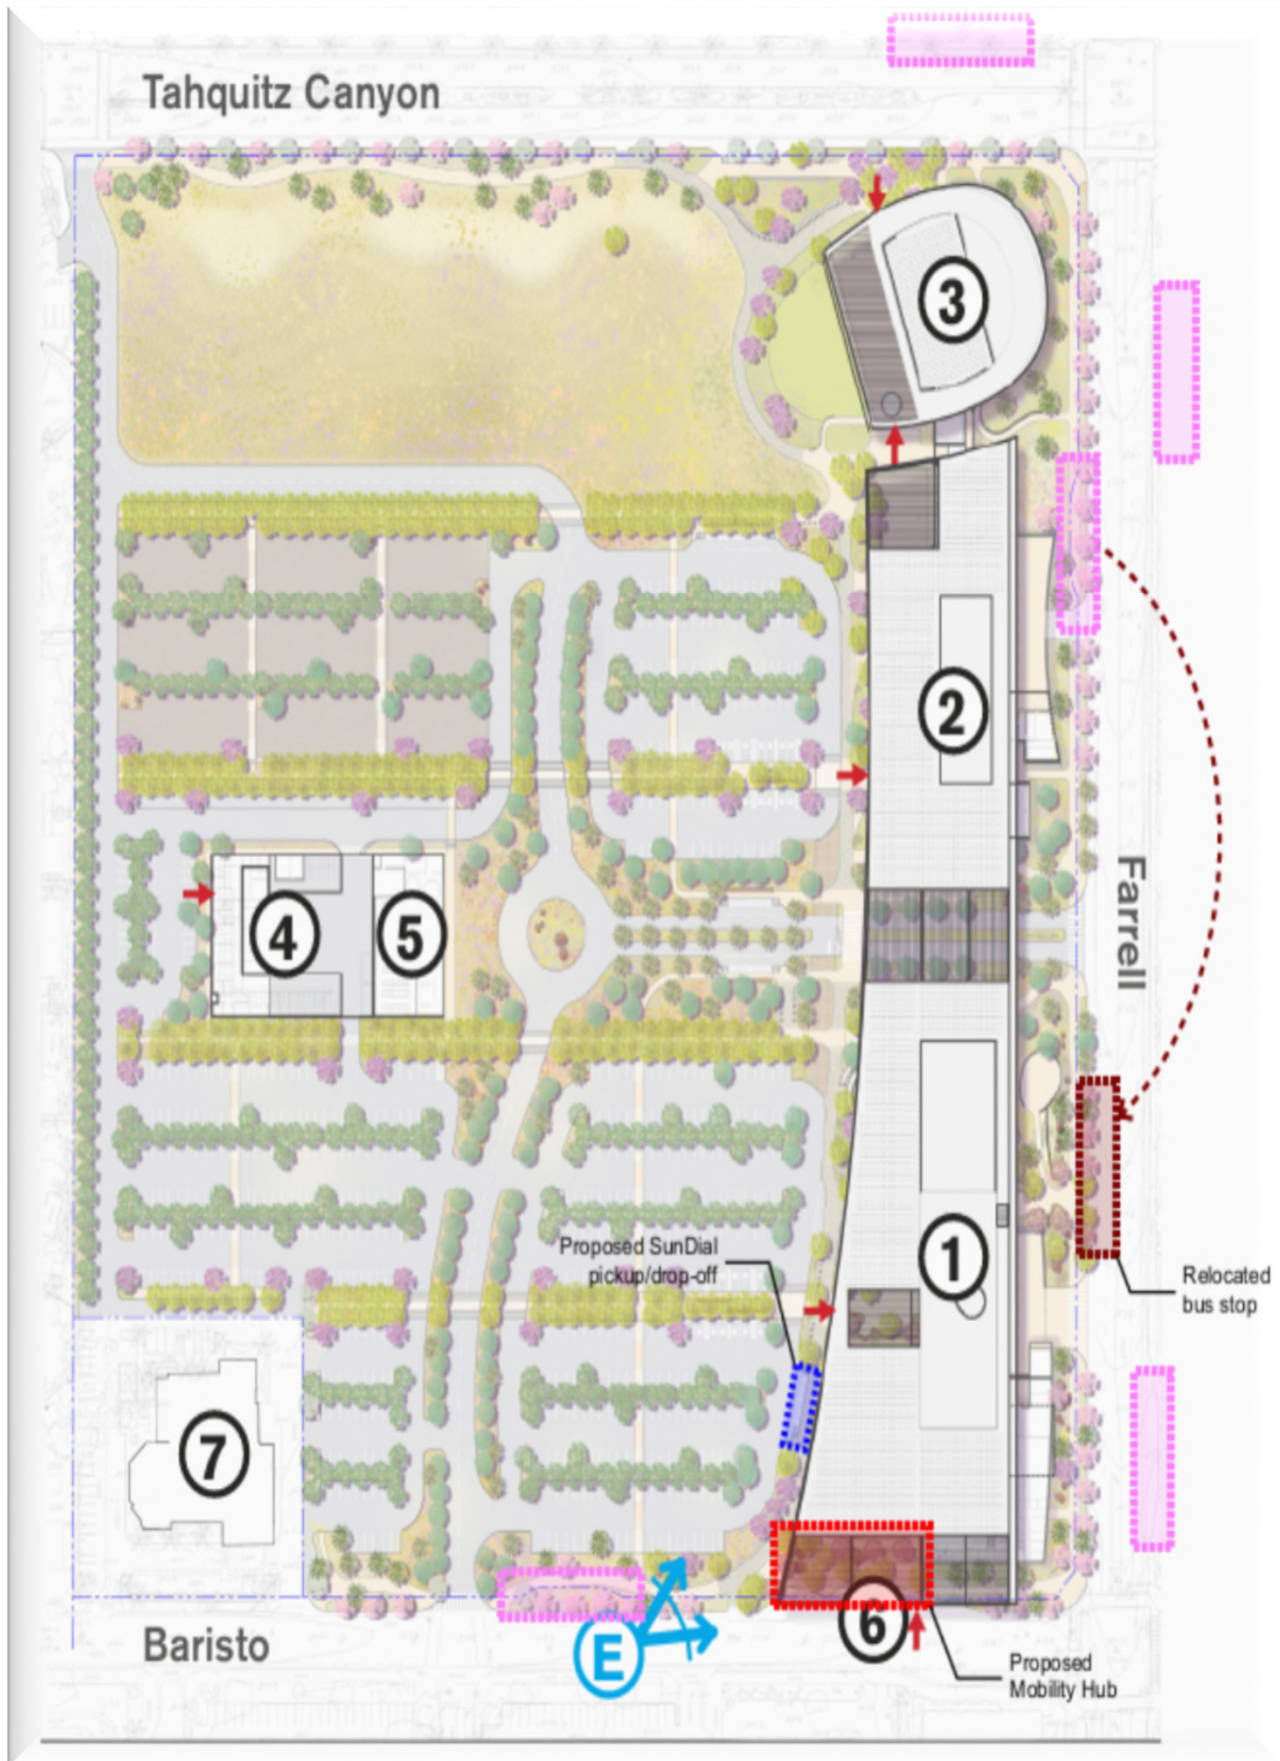 Tahquitz Canyon
3
2
Farrell
4
5
Proposed SunDial
pickup/drop-off
1
Relocated
bus stop
7
6
E
Baristo
Proposed
Mobility Hub